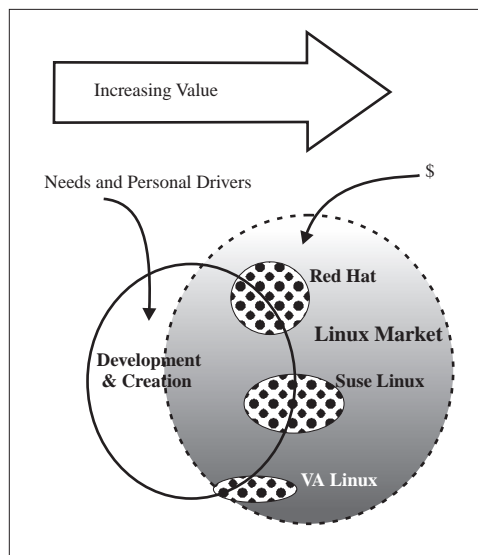 Increasing Value
Needs and Personal Drivers
$
Red Hat
Linux Market
Development
& Creation
Suse Linux
VA Linux